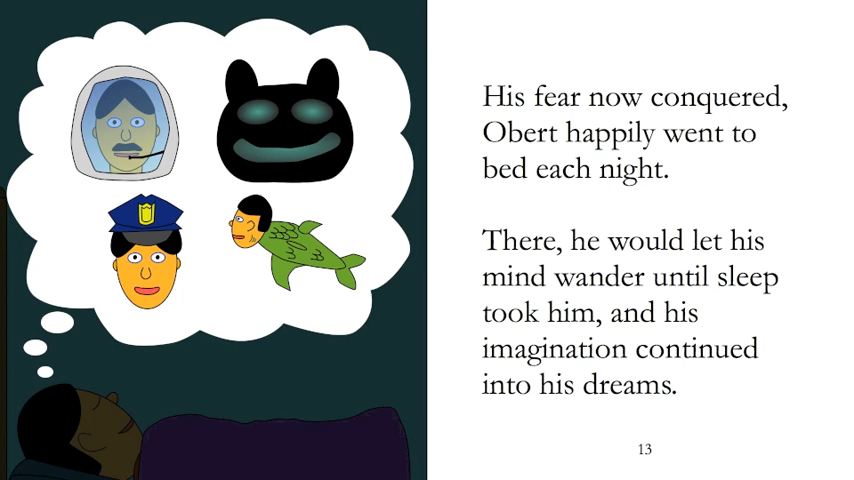 His fear now conquered,
Obert happily went to
bed each night.
There, he would let his
mind wander until sleep
took him, and his
imagination continued
into his dreams.
13